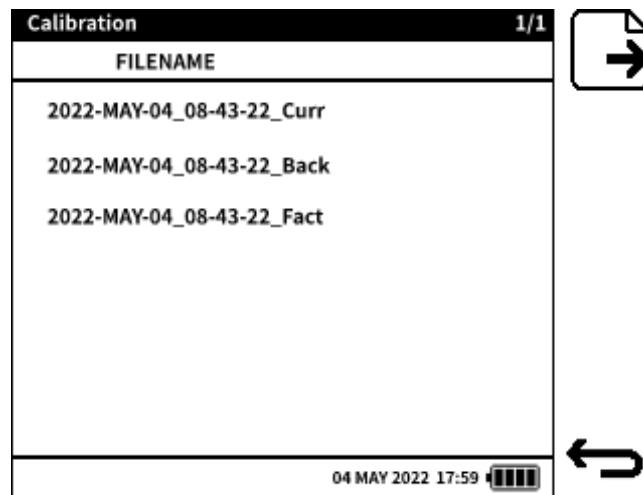 Calibration 1/1
FILENAME
2022-MAY-04_08-43-22_Curr
2022-MAY-04_08-43-22_Back
2022-MAY-04_08-43-22_Fact
04 MAY 2022 17:59